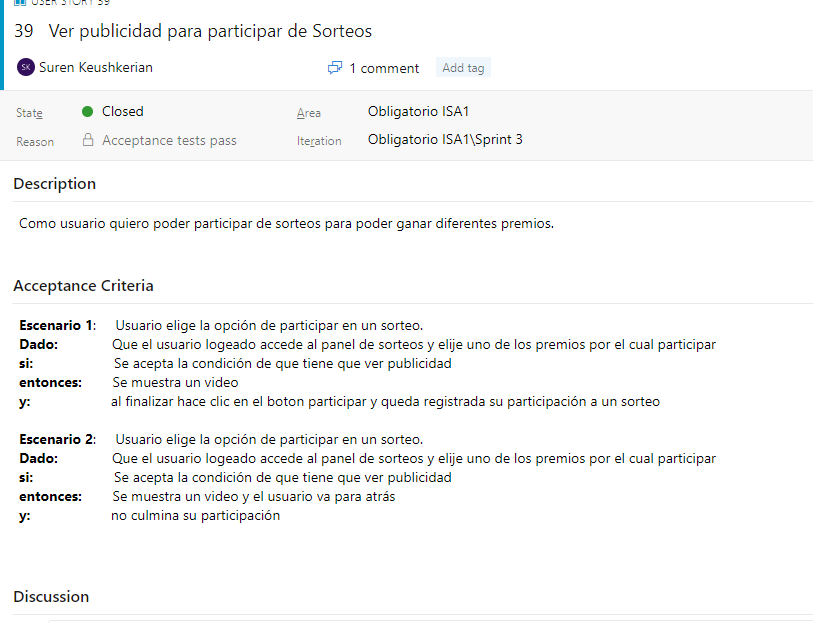 USER STORY 39
39 Ver publicidad para participar de Sorteos
SK Suren Keushkerian 1 comment Add tag
State Closed Area Obligatorio ISA1
Reason Acceptance tests pass Iteration Obligatorio ISA1\Sprint 3
Description
Como usuario quiero poder participar de sorteos para poder ganar diferentes premios.
Acceptance Criteria
Escenario 1: Usuario elige la opción de participar en un sorteo.
Dado: Que el usuario logeado accede al panel de sorteos y elije uno de los premios por el cual participar
si: Se acepta la condición de que tiene que ver publicidad
entonces: Se muestra un video
y: al finalizar hace clic en el boton participar y queda registrada su participación a un sorteo
Escenario 2: Usuario elige la opción de participar en un sorteo.
Dado: Que el usuario logeado accede al panel de sorteos y elije uno de los premios por el cual participar
si: Se acepta la condición de que tiene que ver publicidad
entonces: Se muestra un video y el usuario va para atrás
y: no culmina su participación
Discussion